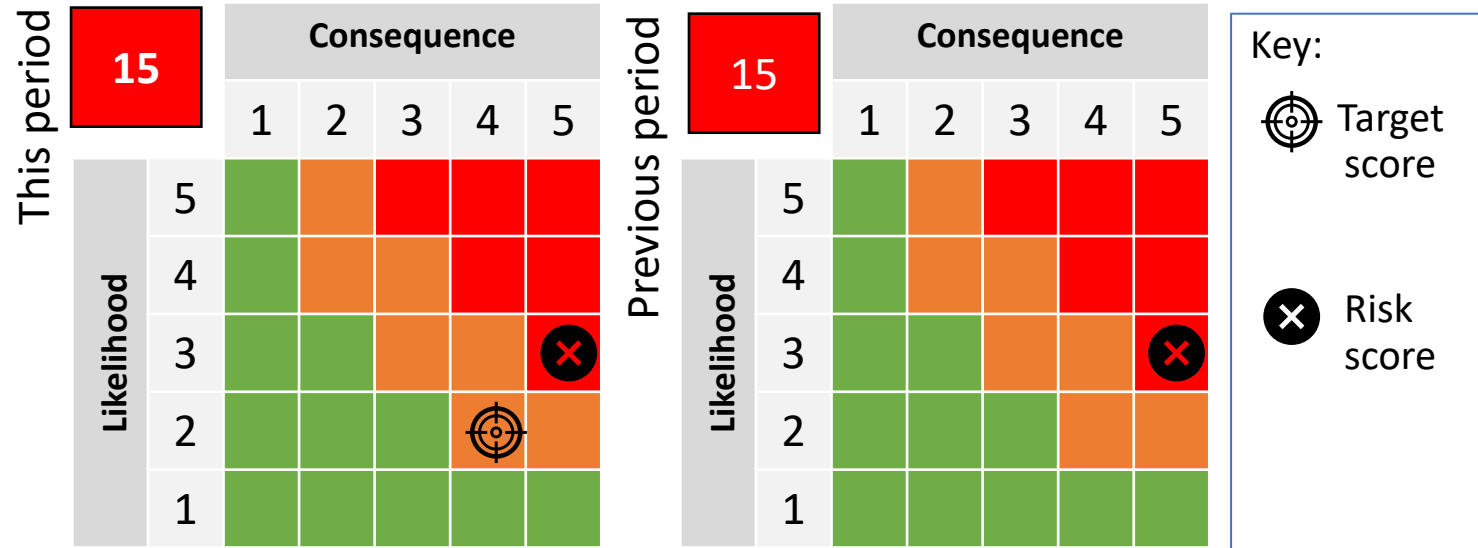 This period
15
Consequence
1 2 3 4 5
Likelihood
5
4
3
2
1
Previous period
15
Consequence
1 2 3 4 5
Likelihood
5
4
3
2
1
Key:
Target
score
Risk
score